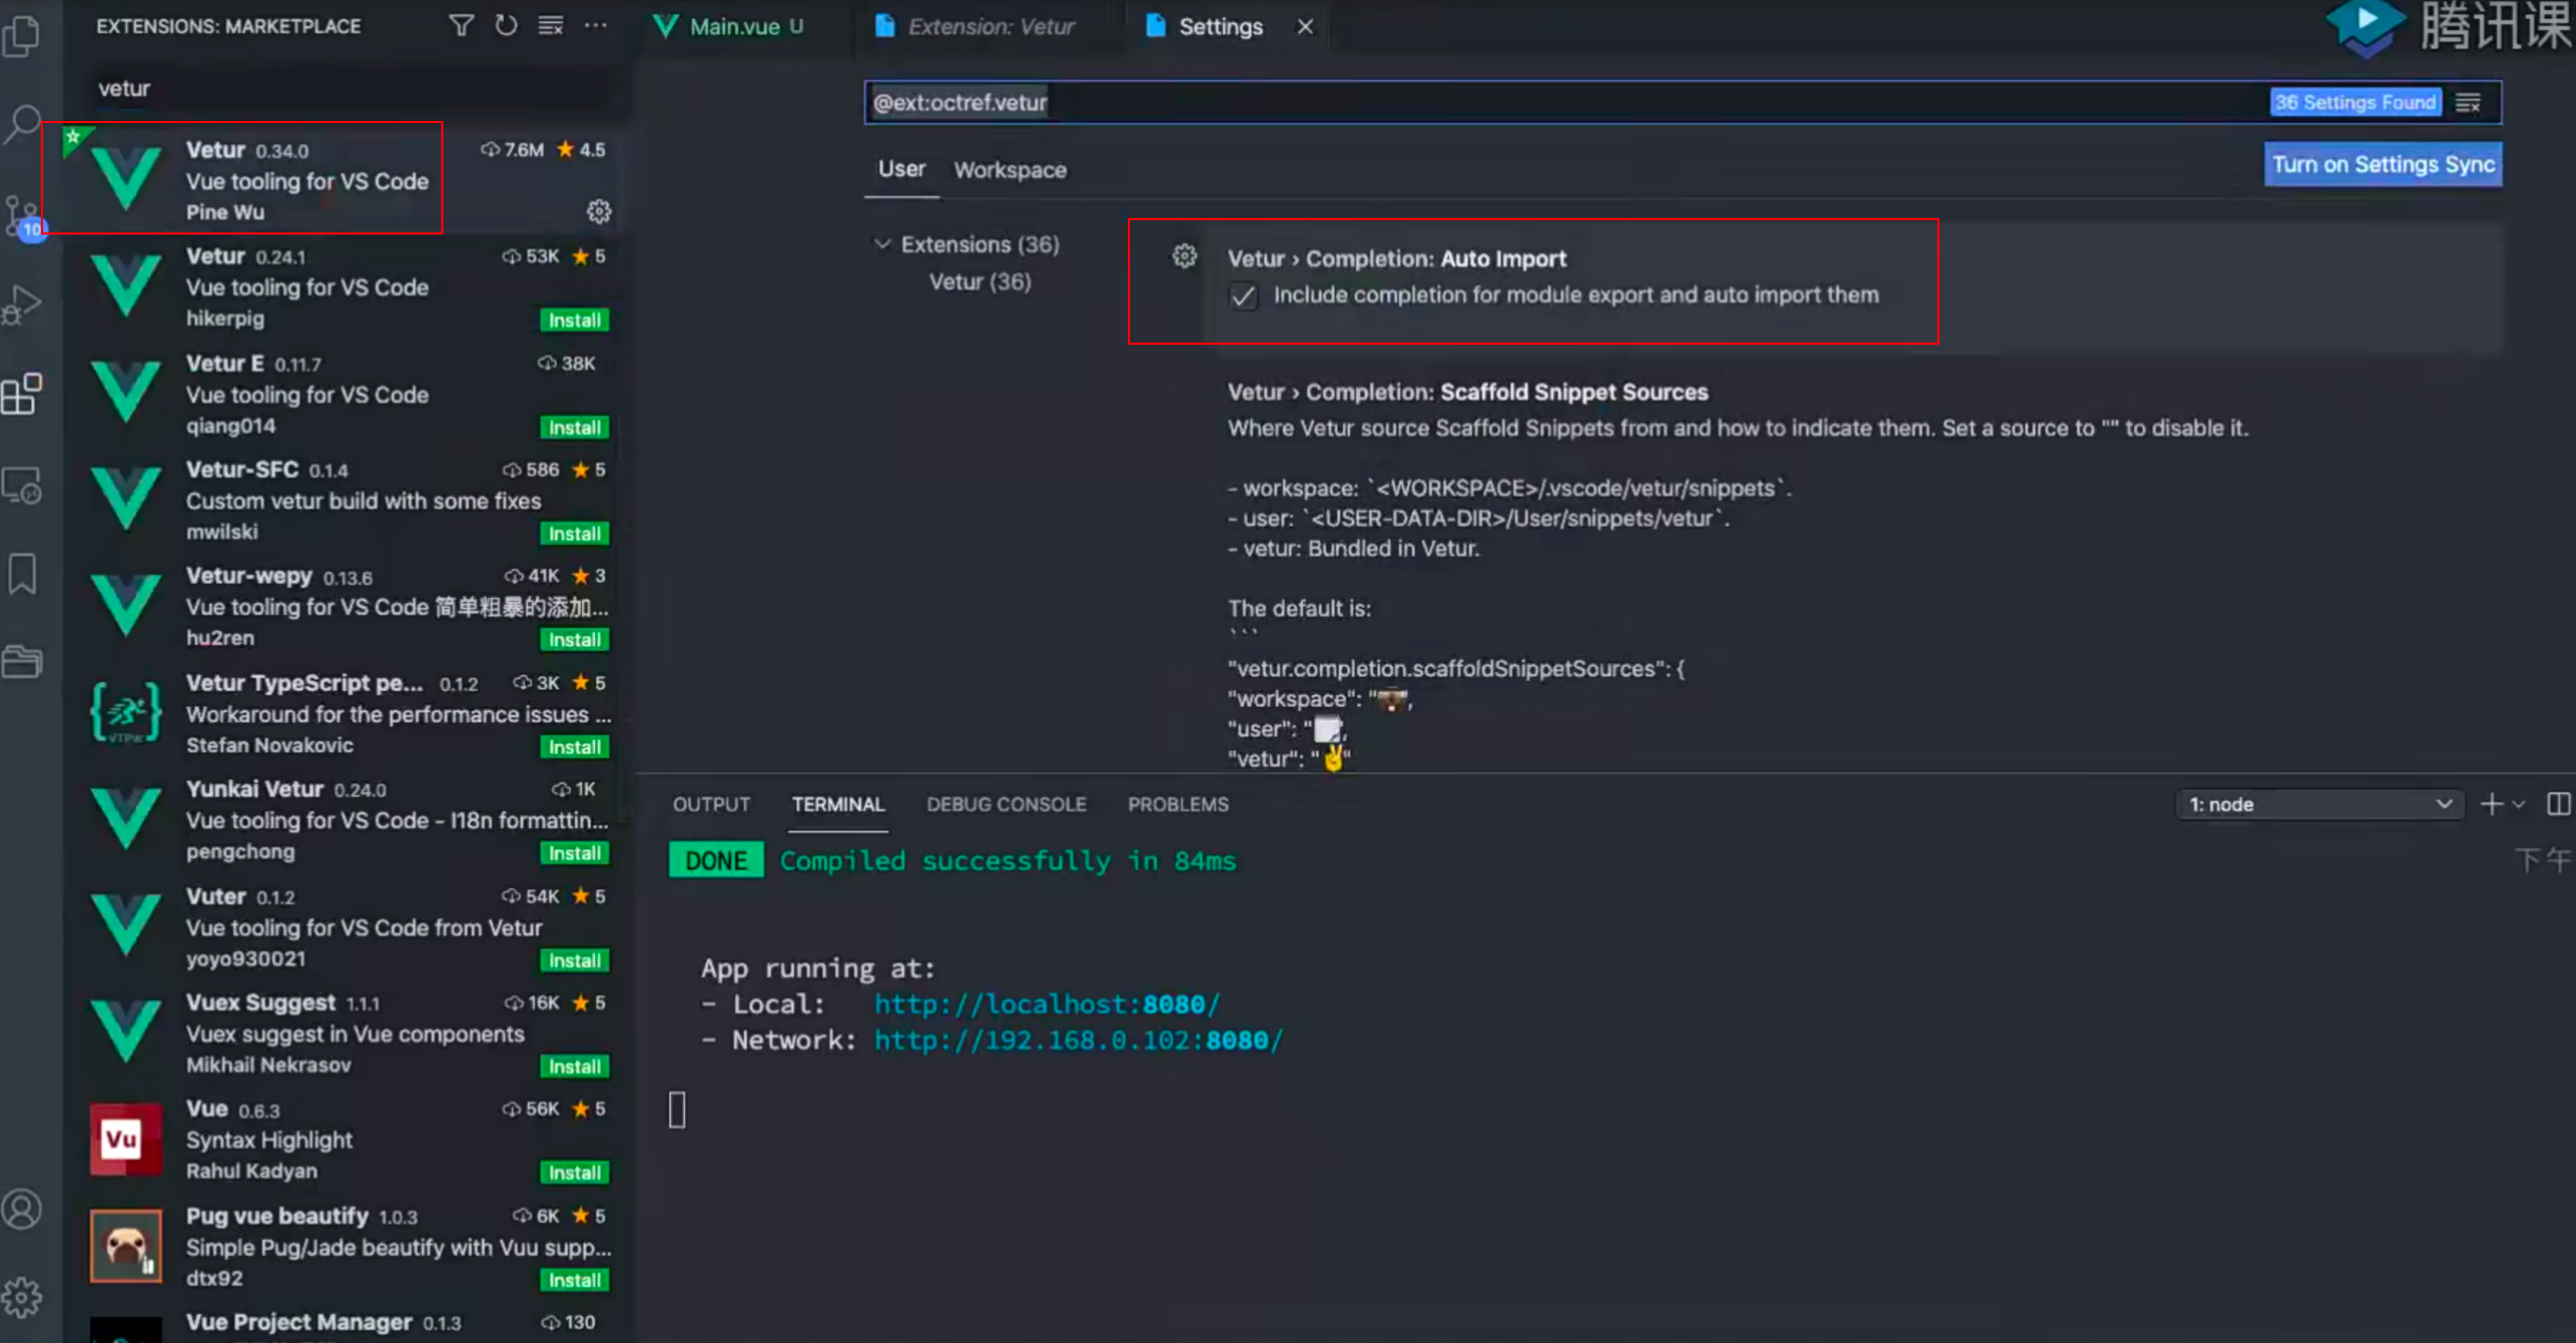 EXTENSIONS: MARKETPLACE
vetur
Vetur 0.34.0 7.6M 4.5
Vue tooling for VS Code
Pine Wu
10
Vetur 0.24.1 53K 5
Vue tooling for VS Code
hikerpig Install
Vetur E 0.11.7 38K
Vue tooling for VS Code
qiang014 Install
Vetur-SFC 0.1.4 586 5
Custom vetur build with some fixes
mwilski Install
Vetur-wepy 0.13.6 41K 3
Vue tooling for VS Code 简单粗暴的添加...
hu2ren Install
Vetur TypeScript pe... 0.1.2 3K 5
Workaround for the performance issues ...
Stefan Novakovic Install
VTPW
Yunkai Vetur 0.24.0 1K
Vue tooling for VS Code - I18n formattin...
pengchong Install
Vuter 0.1.2 54K 5
Vue tooling for VS Code from Vetur
yoyo930021 Install
Vuex Suggest 1.1.1 16K 5
Vuex suggest in Vue components
Mikhail Nekrasov Install
Vu
Vue 0.6.3 56K 5
Syntax Highlight
Rahul Kadyan Install
Pug vue beautify 1.0.3 6K 5
Simple Pug/Jade beautify with Vuu supp...
dtx92 Install
Vue Project Manager 0.1.3 130
Main.vue U Extension: Vetur Settings
腾讯课
@ext:octref.vetur 36 Settings Found
User Workspace Turn on Settings Sync
Extensions (36)
Vetur (36)
Vetur › Completion: Auto Import
Include completion for module export and auto import them
Vetur › Completion: Scaffold Snippet Sources
Where Vetur source Scaffold Snippets from and how to indicate them. Set a source to "" to disable it.
- workspace: `<WORKSPACE>/.vscode/vetur/snippets`.
- user: `<USER-DATA-DIR>/User/snippets/vetur`.
- vetur: Bundled in Vetur.
The default is:
```
"vetur.completion.scaffoldSnippetSources": {
"workspace": "💼",
"user": "🗒️",
"vetur": "✌"
OUTPUT TERMINAL DEBUG CONSOLE PROBLEMS 1: node
DONE Compiled successfully in 84ms 下午
App running at:
- Local: http://localhost:8080/
- Network: http://192.168.0.102:8080/